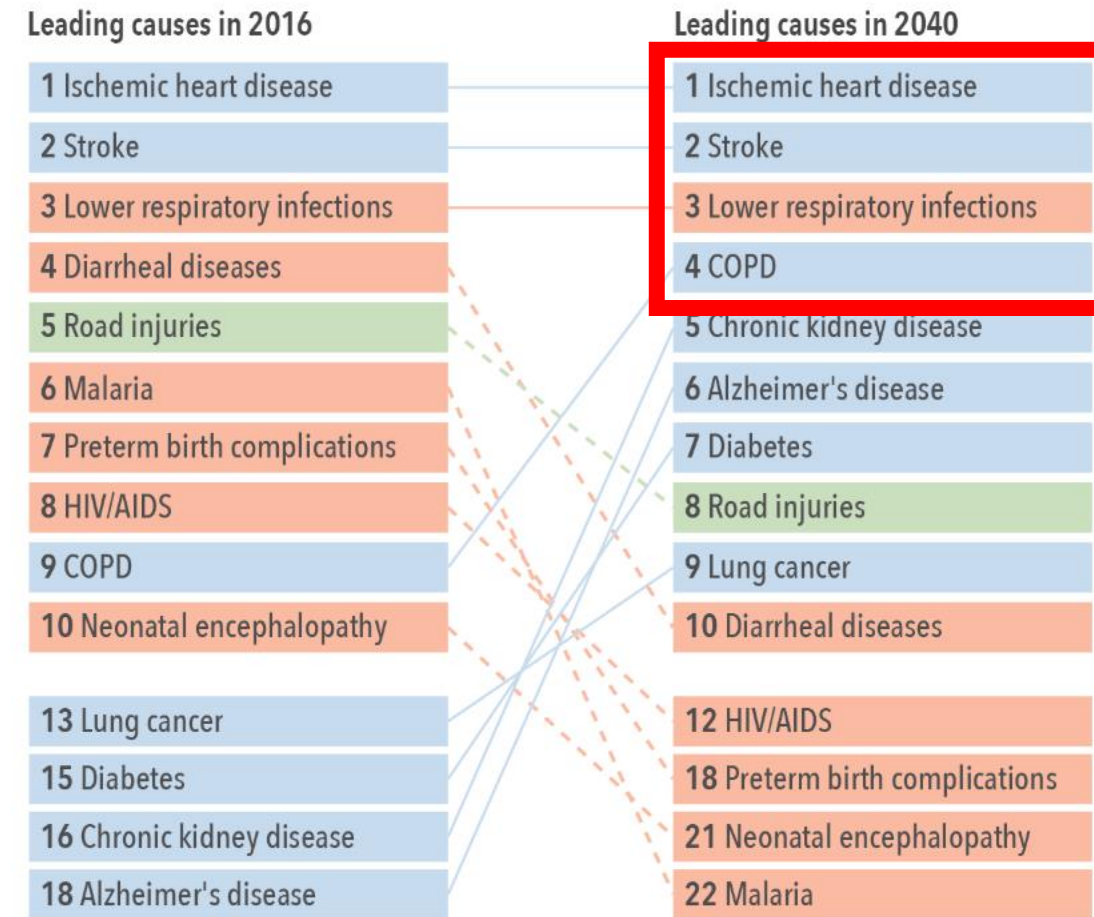 Leading causes in 2016
1 Ischemic heart disease
2 Stroke
3 Lower respiratory infections
4 Diarrheal diseases
5 Road injuries
6 Malaria
7 Preterm birth complications
8 HIV/AIDS
9 COPD
10 Neonatal encephalopathy
13 Lung cancer
15 Diabetes
16 Chronic kidney disease
18 Alzheimer's disease
Leading causes in 2040
1 Ischemic heart disease
2 Stroke
3 Lower respiratory infections
4 COPD
5 Chronic kidney disease
6 Alzheimer's disease
7 Diabetes
8 Road injuries
9 Lung cancer
10 Diarrheal diseases
12 HIV/AIDS
18 Preterm birth complications
21 Neonatal encephalopathy
22 Malaria